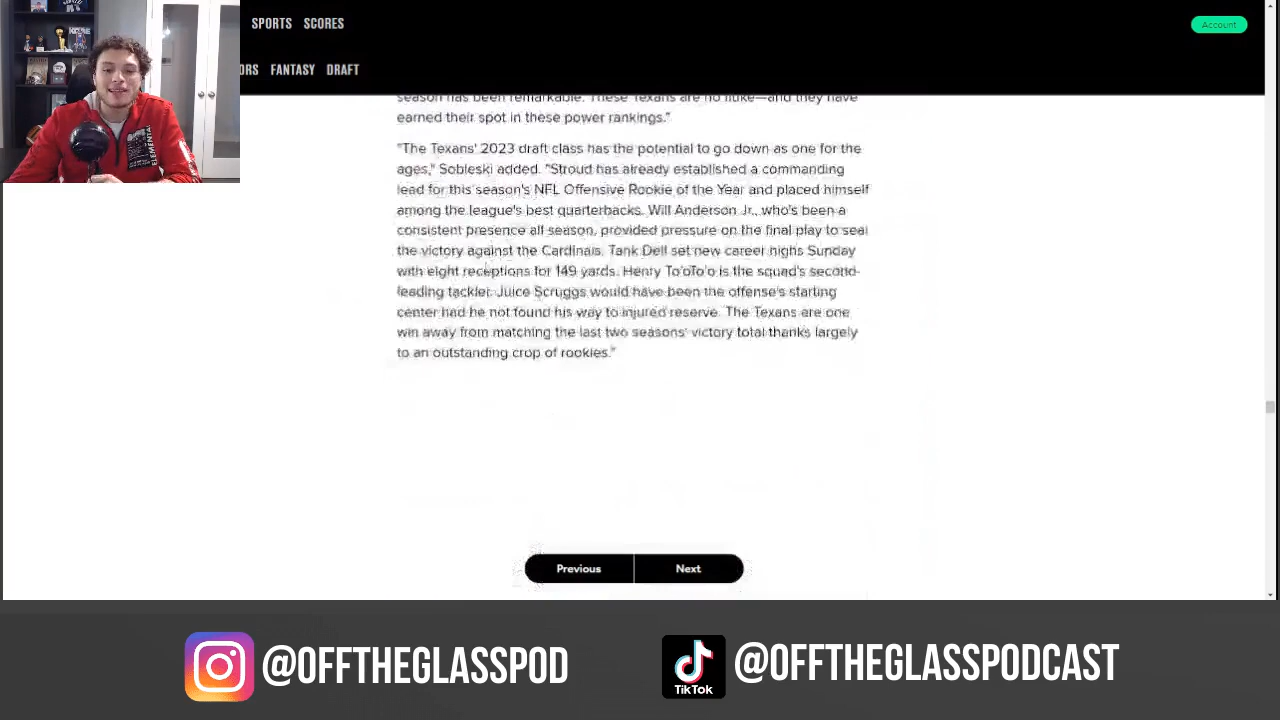 SPORTS SCORES
Account
ORS FANTASY DRAFT
season has been remarkable. These Texans are no fluke—and they have
earned their spot in these power rankings."
"The Texans' 2023 draft class has the potential to go down as one for the
ages," Sobleski added. "Stroud has already established a commanding
lead for this season's NFL Offensive Rookie of the Year and placed himself
among the league's best quarterbacks. Will Anderson Jr., who's been a
consistent presence all season, provided pressure on the final play to seal
the victory against the Cardinals. Tank Dell set new career highs Sunday
with eight receptions for 149 yards. Henry To'oTo'o is the squad's second-
leading tackler. Juice Scruggs would have been the offense's starting
center had he not found his way to injured reserve. The Texans are one
win away from matching the last two seasons' victory total thanks largely
to an outstanding crop of rookies."
Previous Next
@OFFTHEGLASSPOD
TikTok
@OFFTHEGLASSPODCAST